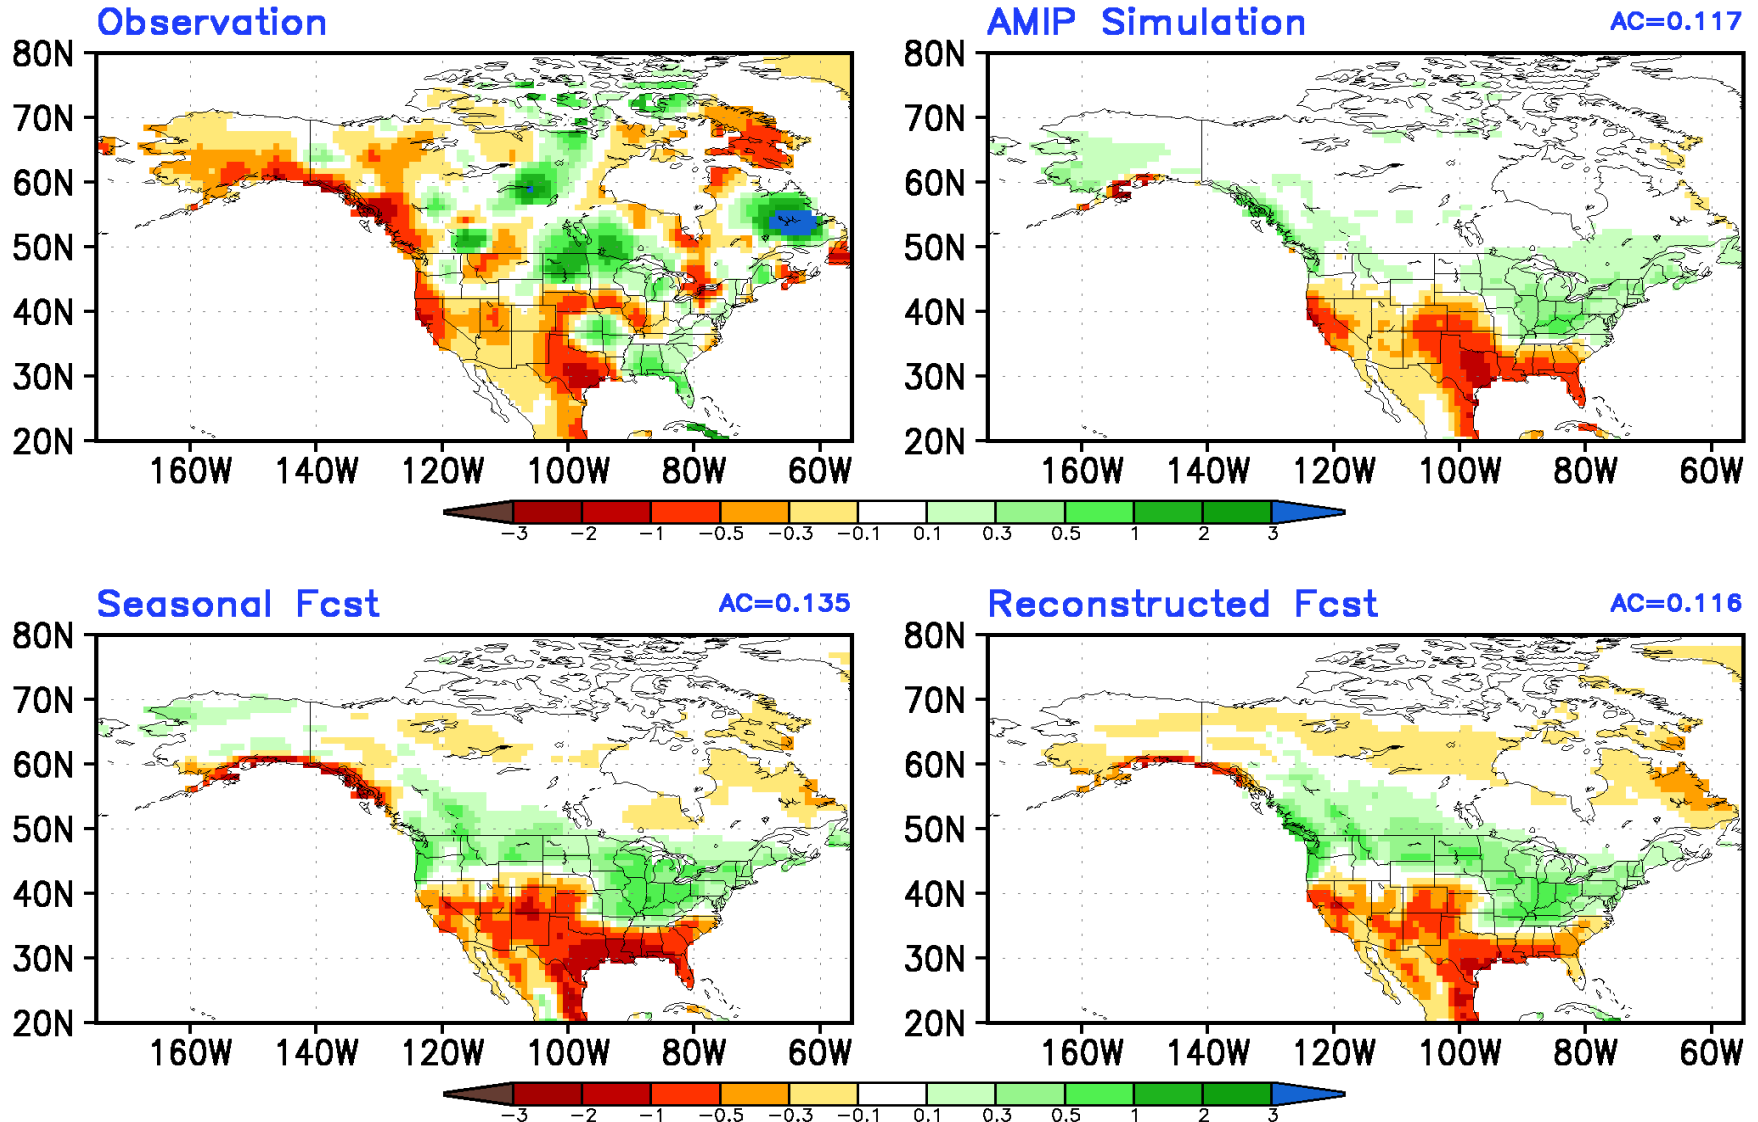 Observation
AMIP Simulation AC=0.117
80N 80N
70N 70N
60N 60N
50N 50N
40N 40N
30N 30N
20N 20N
160W 140W 120W 100W 80W 60W 160W 140W 120W 100W 80W 60W
-3 -2 -1 -0.5 -0.3 -0.1 0.1 0.3 0.5 1 2 3
Seasonal Fcst AC=0.135
Reconstructed Fcst AC=0.116
80N 80N
70N 70N
60N 60N
50N 50N
40N 40N
30N 30N
20N 20N
160W 140W 120W 100W 80W 60W 160W 140W 120W 100W 80W 60W
-3 -2 -1 -0.5 -0.3 -0.1 0.1 0.3 0.5 1 2 3